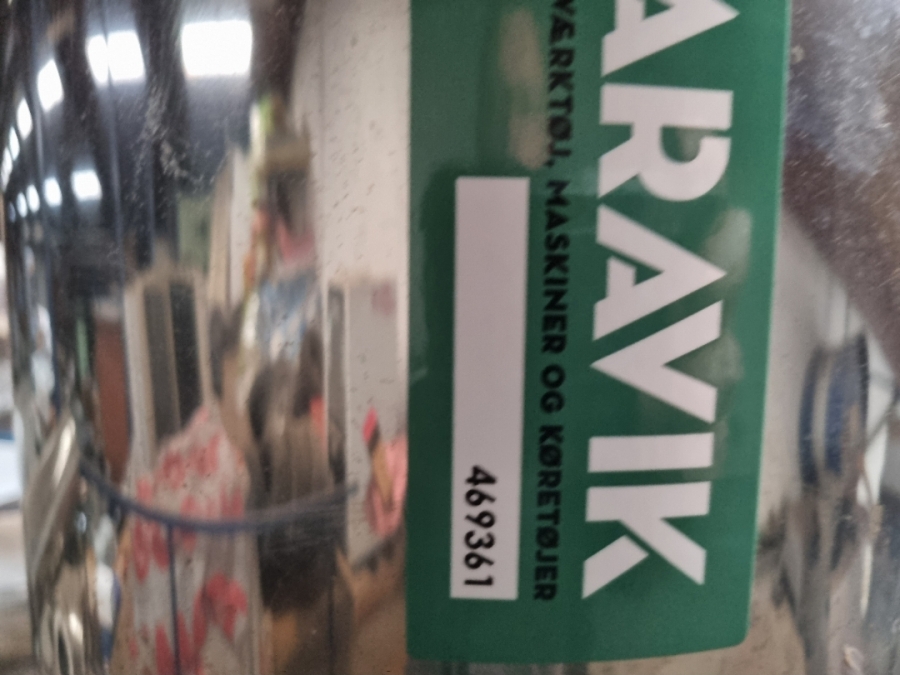 ARAVIK
VÆRKTØJ, MASKINER OG KØRETØJER
469361